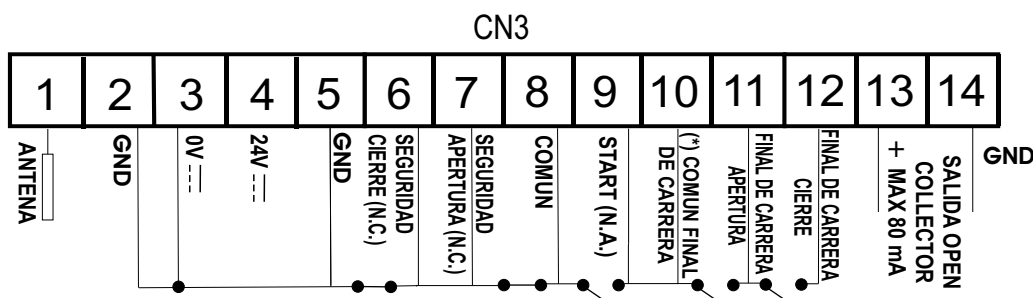 CN3
1 2 3 4 5 6 7 8 9 10 11 12 13 14
ANTENA
GND
0V
24V
GND
SEGURIDAD
CIERRE (N.C.)
SEGURIDAD
APERTURA (N.C.)
COMUN
START (N.A.)
(*) COMUN FINAL
DE CARRERA
FINAL DE CARRERA
APERTURA
FINAL DE CARRERA
CIERRE
SALIDA OPEN
COLLECTOR
+ MAX 80 mA
GND